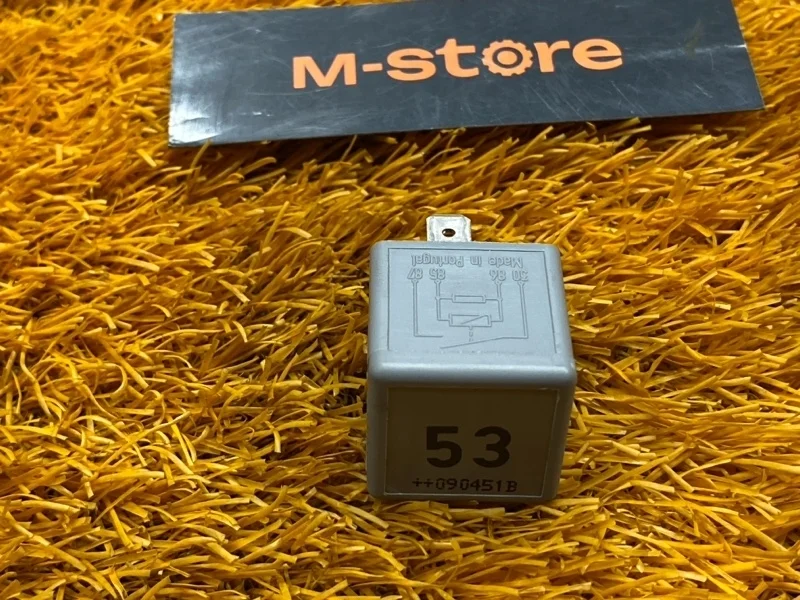 M-store
Made in Portugal
30 86 85 87
53
++090451B